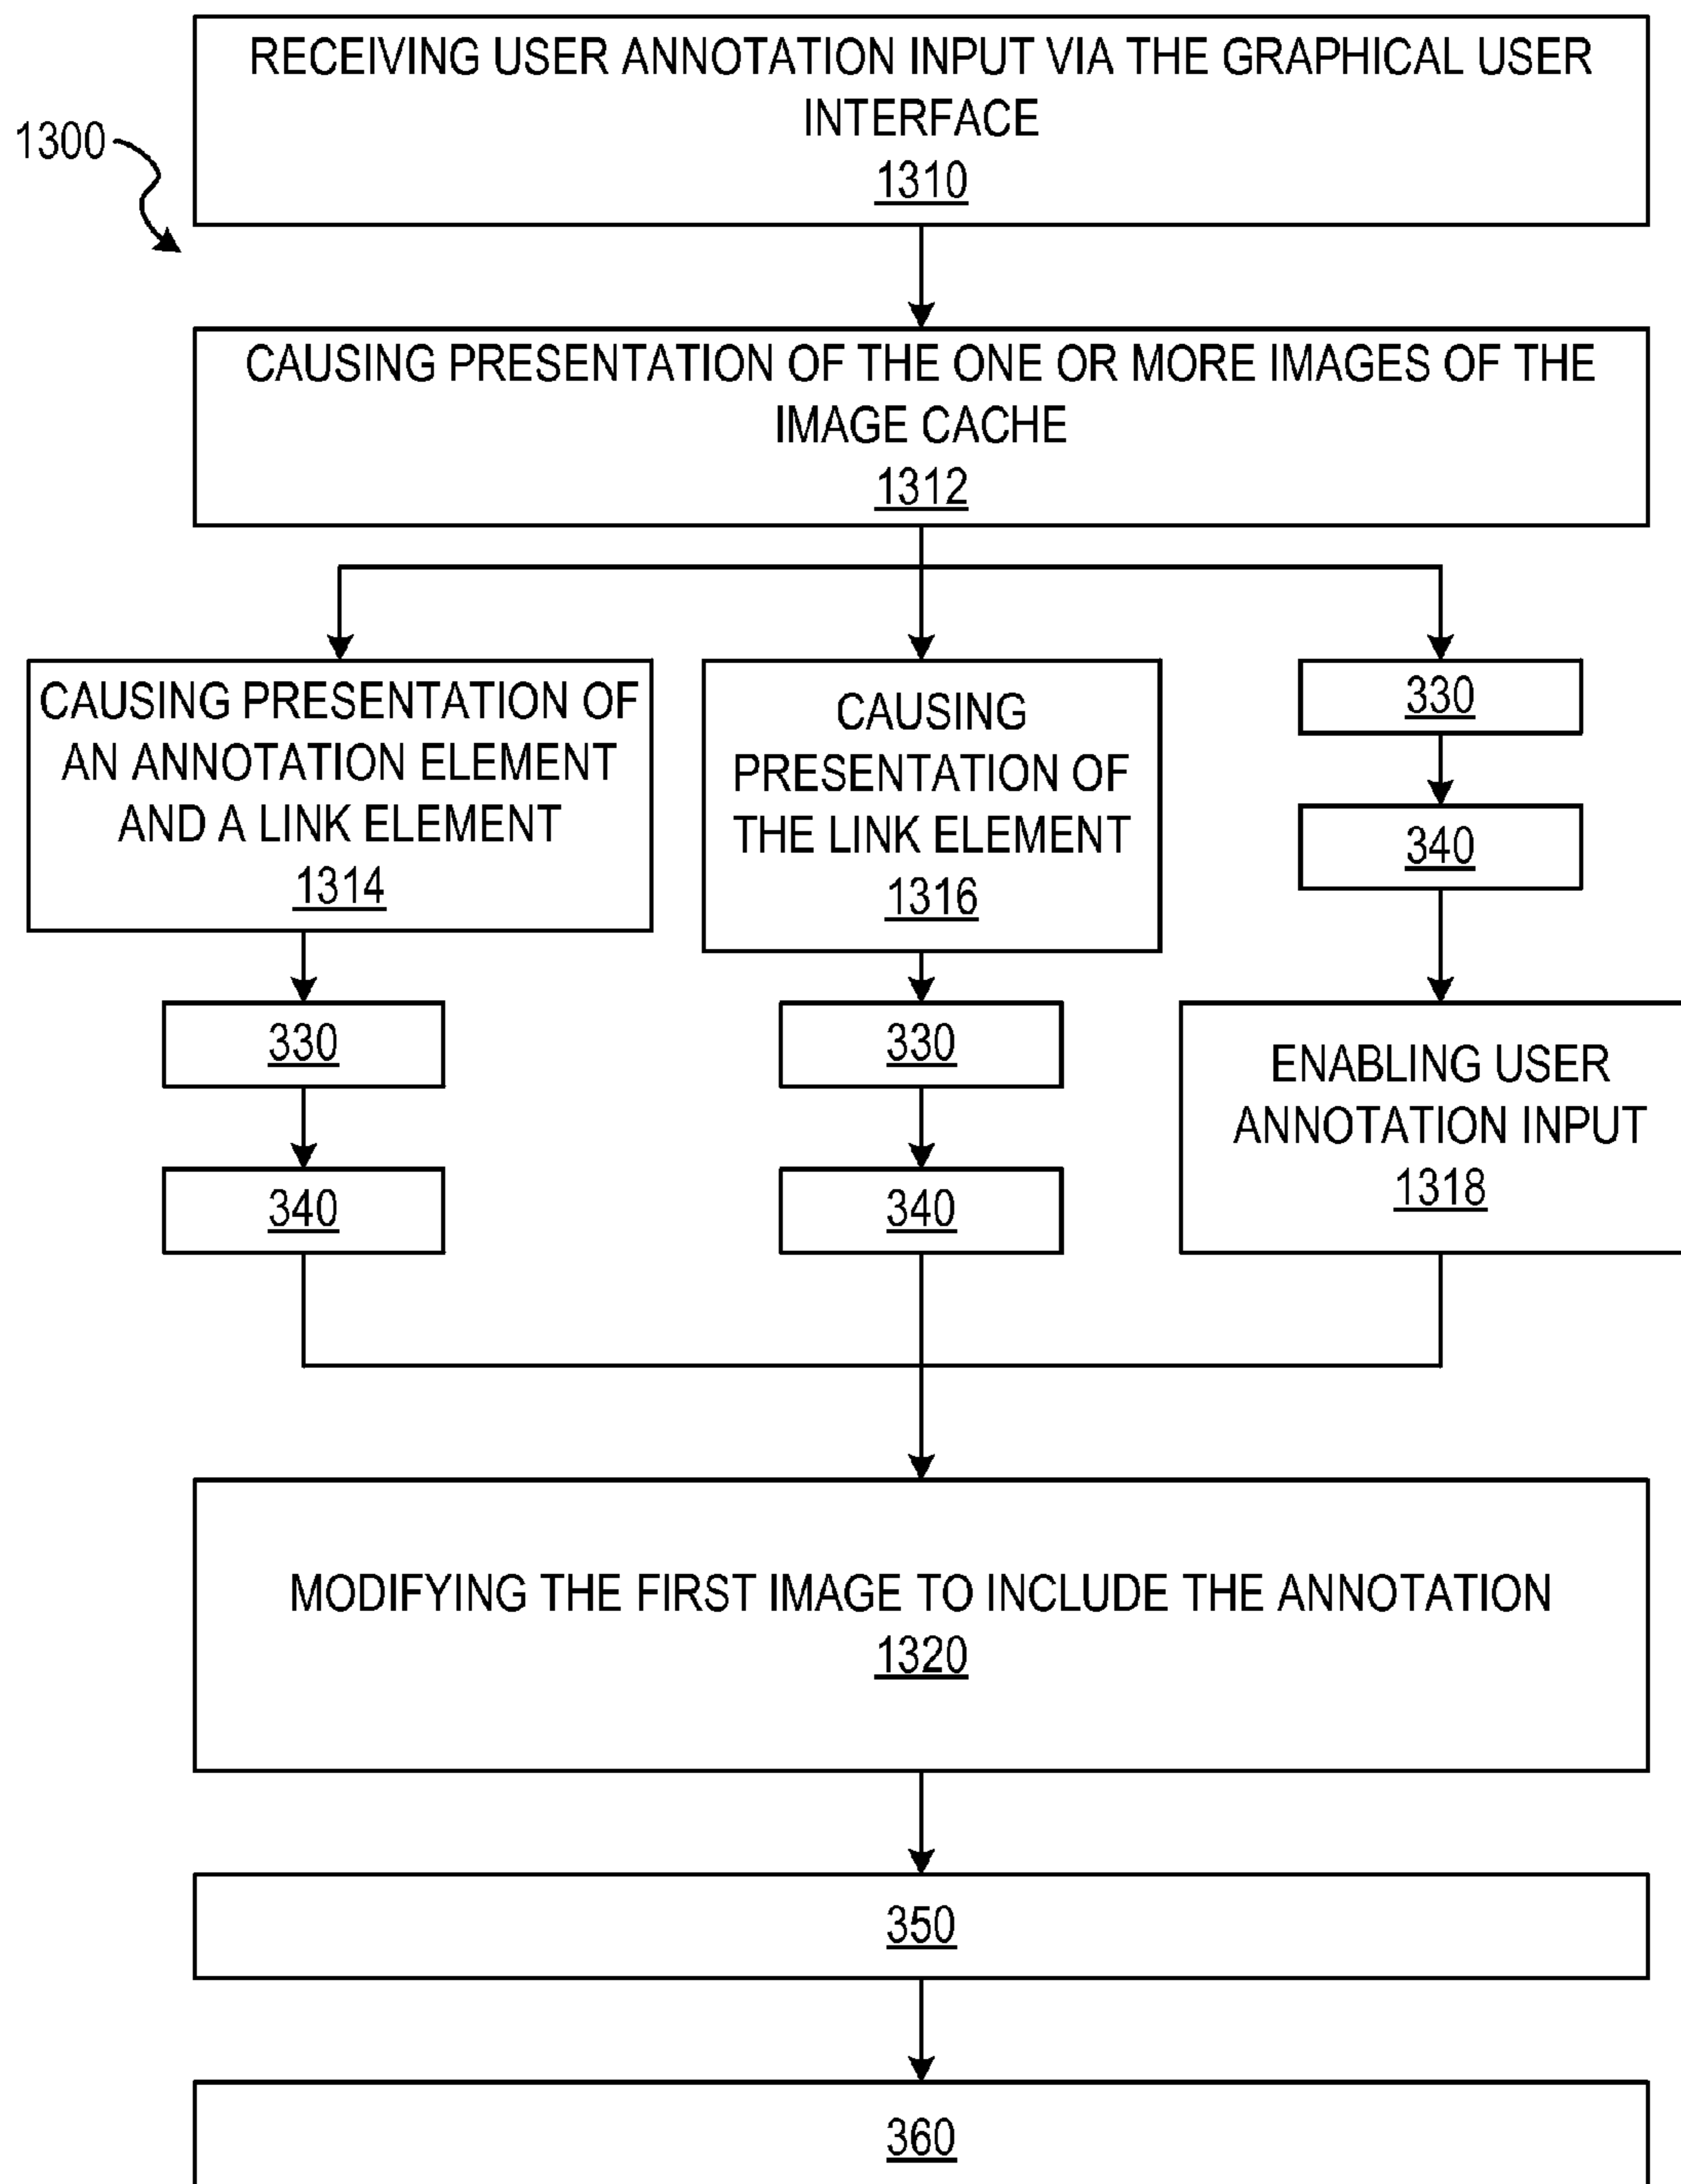 RECEIVING USER ANNOTATION INPUT VIA THE GRAPHICAL USER
INTERFACE
1310
1300
CAUSING PRESENTATION OF THE ONE OR MORE IMAGES OF THE
IMAGE CACHE
1312
CAUSING PRESENTATION OF
AN ANNOTATION ELEMENT
AND A LINK ELEMENT
1314
330
340
CAUSING
PRESENTATION OF
THE LINK ELEMENT
1316
330
340
330
340
ENABLING USER
ANNOTATION INPUT
1318
MODIFYING THE FIRST IMAGE TO INCLUDE THE ANNOTATION
1320
350
360